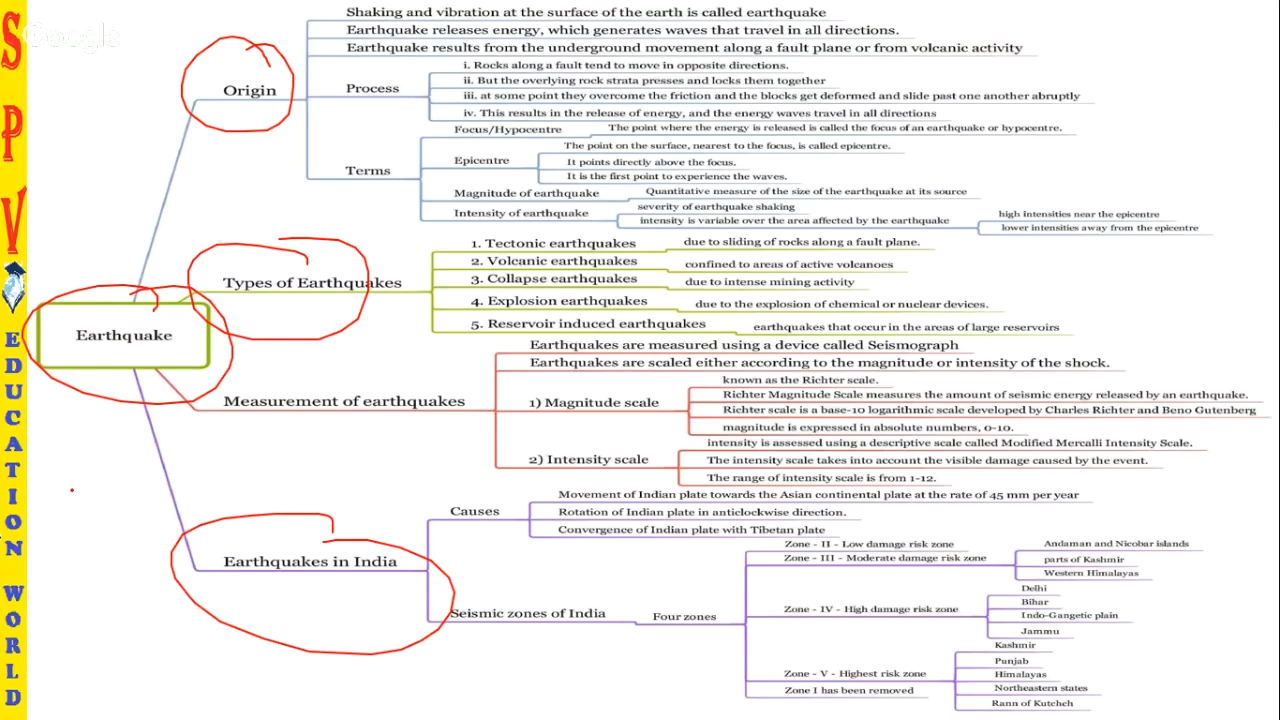 Google
S P V EDUCATION WORLD
Earthquake
Origin
Shaking and vibration at the surface of the earth is called earthquake
Earthquake releases energy, which generates waves that travel in all directions.
Earthquake results from the underground movement along a fault plane or from volcanic activity
Process
i. Rocks along a fault tend to move in opposite directions.
ii. But the overlying rock strata presses and locks them together
iii. at some point they overcome the friction and the blocks get deformed and slide past one another abruptly
iv. This results in the release of energy, and the energy waves travel in all directions
Terms
Focus/Hypocentre
The point where the energy is released is called the focus of an earthquake or hypocentre.
Epicentre
The point on the surface, nearest to the focus, is called epicentre.
It points directly above the focus.
It is the first point to experience the waves.
Magnitude of earthquake
Quantitative measure of the size of the earthquake at its source
Intensity of earthquake
severity of earthquake shaking
intensity is variable over the area affected by the earthquake
high intensities near the epicentre
lower intensities away from the epicentre
Types of Earthquakes
1. Tectonic earthquakes
due to sliding of rocks along a fault plane.
2. Volcanic earthquakes
confined to areas of active volcanoes
3. Collapse earthquakes
due to intense mining activity
4. Explosion earthquakes
due to the explosion of chemical or nuclear devices.
5. Reservoir induced earthquakes
earthquakes that occur in the areas of large reservoirs
Measurement of earthquakes
Earthquakes are measured using a device called Seismograph
Earthquakes are scaled either according to the magnitude or intensity of the shock.
1) Magnitude scale
known as the Richter scale.
Richter Magnitude Scale measures the amount of seismic energy released by an earthquake.
Richter scale is a base-10 logarithmic scale developed by Charles Richter and Beno Gutenberg
magnitude is expressed in absolute numbers, 0-10.
2) Intensity scale
intensity is assessed using a descriptive scale called Modified Mercalli Intensity Scale.
The intensity scale takes into account the visible damage caused by the event.
The range of intensity scale is from 1-12.
Earthquakes in India
Causes
Movement of Indian plate towards the Asian continental plate at the rate of 45 mm per year
Rotation of Indian plate in anticlockwise direction.
Convergence of Indian plate with Tibetan plate
Seismic zones of India
Four zones
Zone - II - Low damage risk zone
Zone - III - Moderate damage risk zone
Andaman and Nicobar islands
parts of Kashmir
Western Himalayas
Zone - IV - High damage risk zone
Delhi
Bihar
Indo-Gangetic plain
Jammu
Zone - V - Highest risk zone
Kashmir
Punjab
Himalayas
Northeastern states
Rann of Kutchch
Zone I has been removed